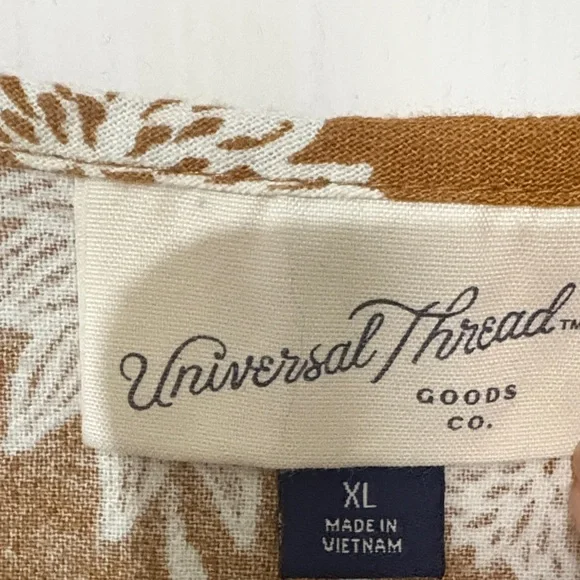 Universal Thread™
GOODS
CO.
XL
MADE IN
VIETNAM